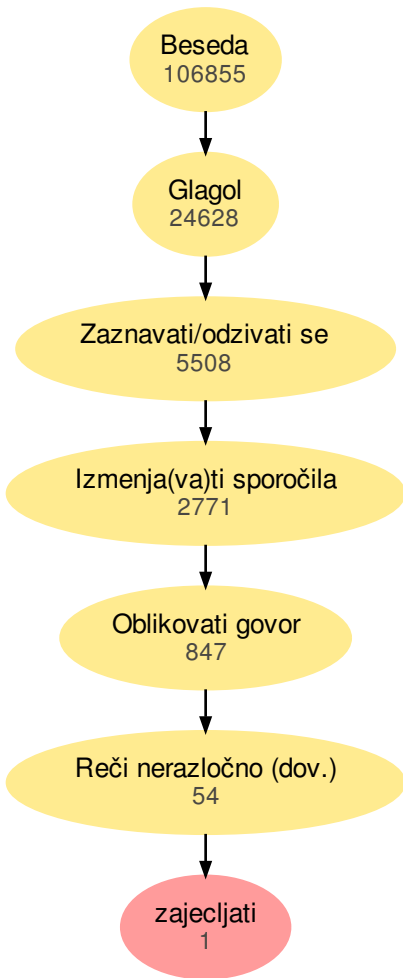 Beseda
106855
Glagol
24628
Zaznavati/odzivati se
5508
Izmenja(va)ti sporočila
2771
Oblikovati govor
847
Reči nerazločno (dov.)
54
zajecljati
1